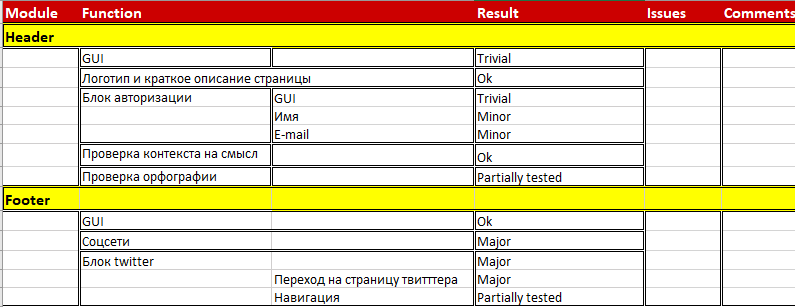 Module Function Result Issues Comments
Header
GUI Trivial
Логотип и краткое описание страницы Ok
Блок авторизации GUI Trivial
Имя Minor
E-mail Minor
Проверка контекста на смысл Ok
Проверка орфографии Partially tested
Footer
GUI Ok
Соцсети Major
Блок twitter Major
Переход на страницу твитттера Major
Навигация Partially tested